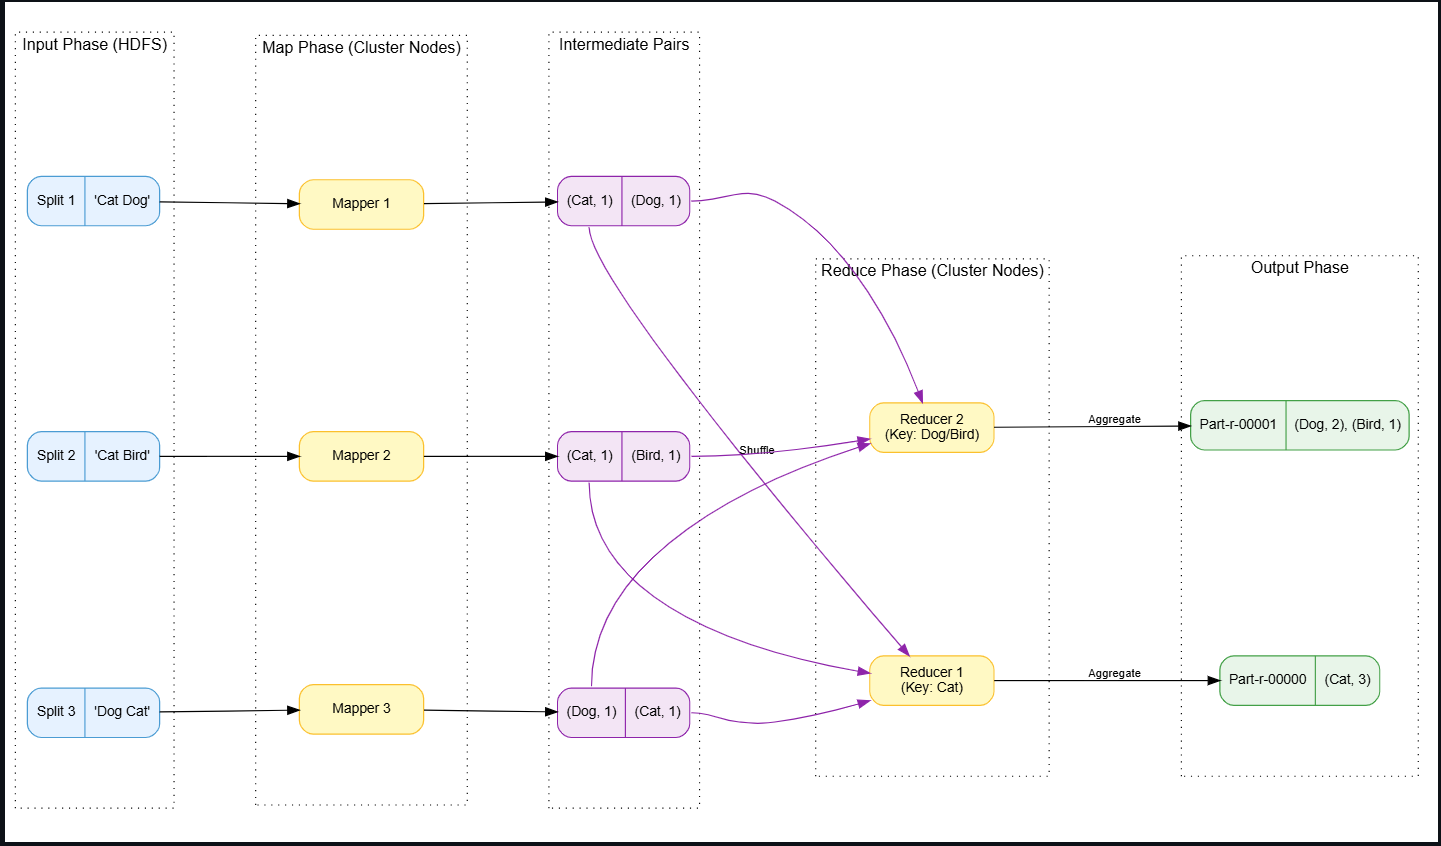 Input Phase (HDFS)
Map Phase (Cluster Nodes)
Intermediate Pairs
Split 1 'Cat Dog'
Mapper 1
(Cat, 1) (Dog, 1)
Reduce Phase (Cluster Nodes)
Output Phase
Split 2 'Cat Bird'
Mapper 2
(Cat, 1) (Bird, 1)
Shuffle
Reducer 2
(Key: Dog/Bird)
Aggregate
Part-r-00001 (Dog, 2), (Bird, 1)
Split 3 'Dog Cat'
Mapper 3
(Dog, 1) (Cat, 1)
Reducer 1
(Key: Cat)
Aggregate
Part-r-00000 (Cat, 3)